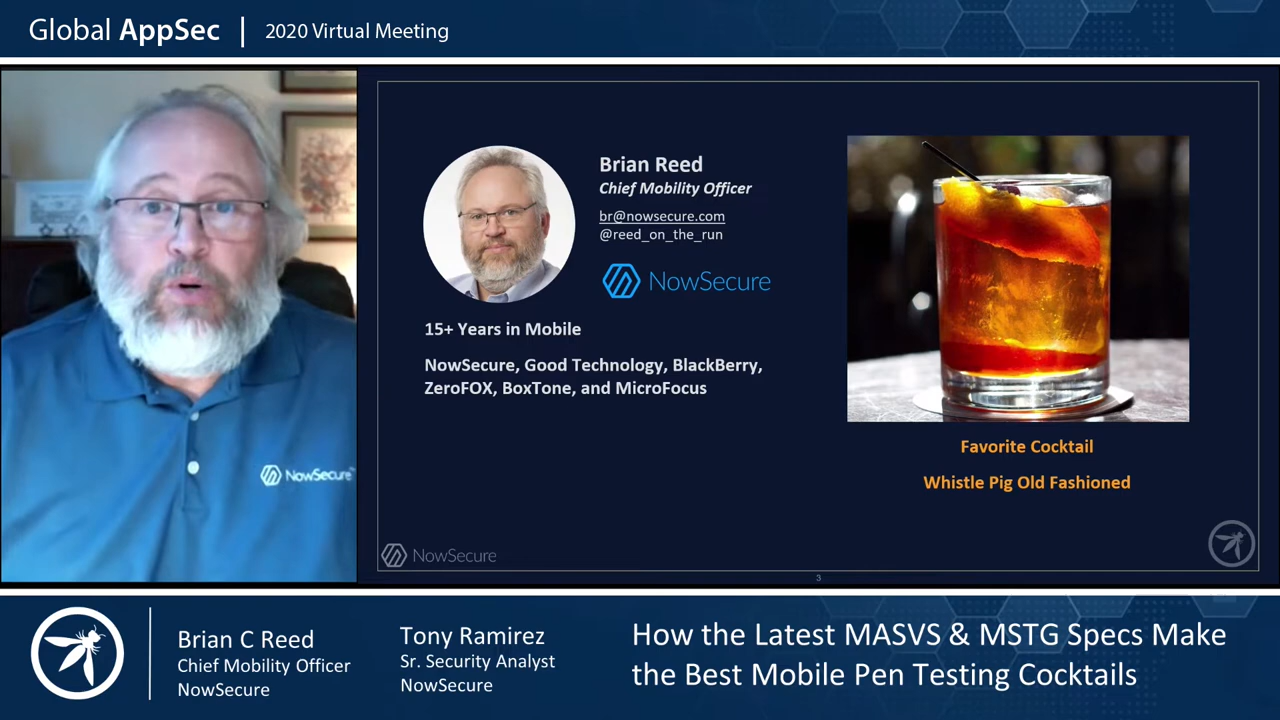 Global AppSec | 2020 Virtual Meeting
NowSecure
Brian Reed
Chief Mobility Officer
br@nowsecure.com
@reed_on_the_run
NowSecure
15+ Years in Mobile
NowSecure, Good Technology, BlackBerry,
ZeroFOX, BoxTone, and MicroFocus
Favorite Cocktail
Whistle Pig Old Fashioned
NowSecure
3
Brian C Reed
Chief Mobility Officer
NowSecure
Tony Ramirez
Sr. Security Analyst
NowSecure
How the Latest MASVS & MSTG Specs Make
the Best Mobile Pen Testing Cocktails